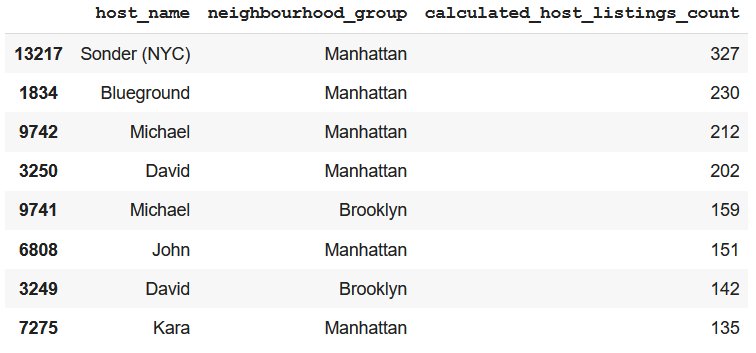 host_name neighbourhood_group calculated_host_listings_count
13217 Sonder (NYC) Manhattan 327
1834 Blueground Manhattan 230
9742 Michael Manhattan 212
3250 David Manhattan 202
9741 Michael Brooklyn 159
6808 John Manhattan 151
3249 David Brooklyn 142
7275 Kara Manhattan 135